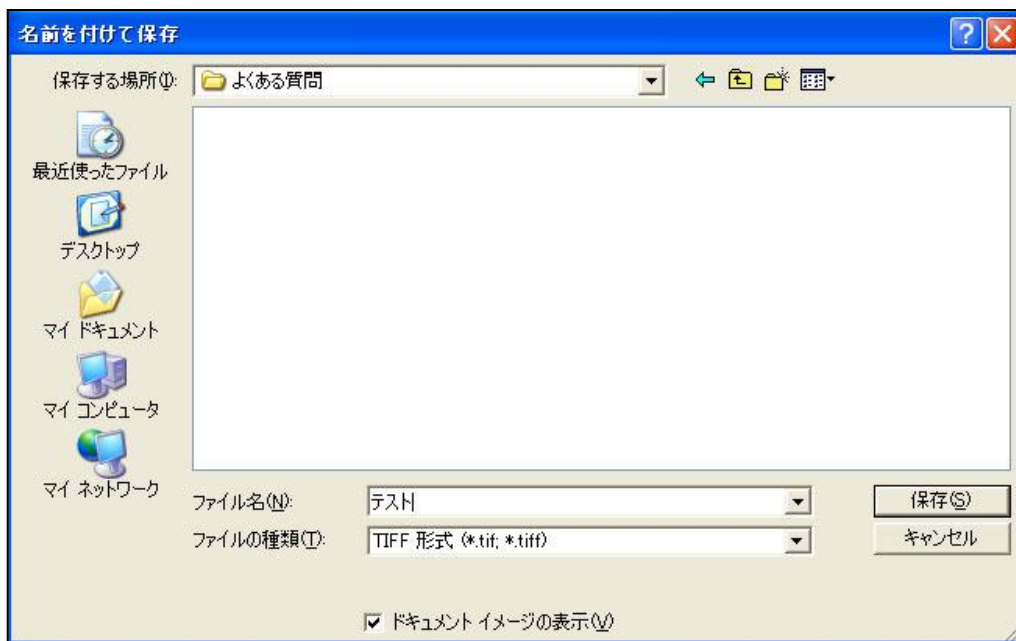 名前を付けて保存
保存する場所(I):
よくある質問
最近使ったファイル
デスクトップ
マイ ドキュメント
マイ コンピュータ
マイ ネットワーク
ファイル名(N):
テスト
保存(S)
ファイルの種類(T):
TIFF 形式 (*.tif; *.tiff)
キャンセル
ドキュメント イメージの表示(V)